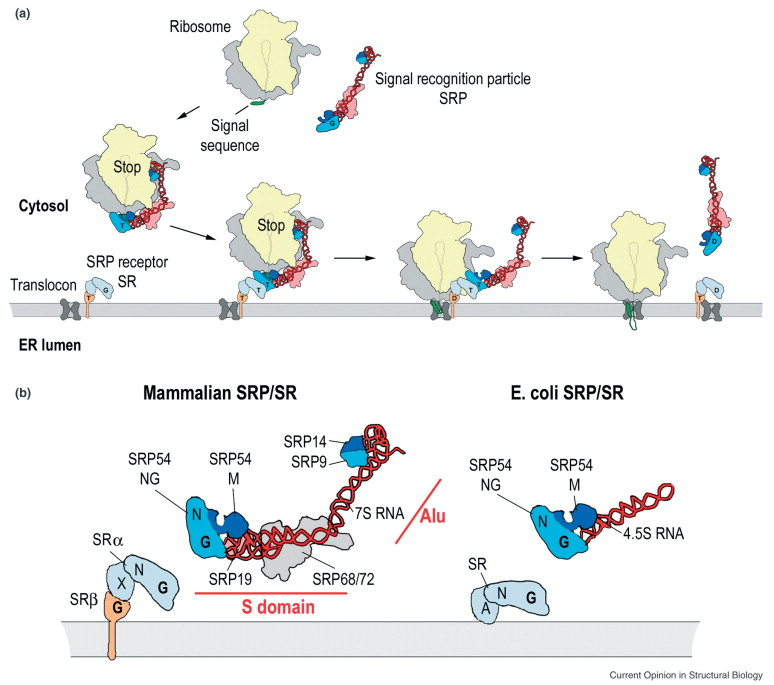 (a)
Ribosome
Signal recognition particle
SRP
G
Signal
sequence
Stop
T
Cytosol
Stop
D
SRP receptor
SR
Translocon
T
G
T
T
T
D
T
T
T
D
ER lumen
(b)
Mammalian SRP/SR
E. coli SRP/SR
SRP14
SRP9
SRP54
NG
SRP54
M
SRP54
NG
SRP54
M
7S RNA
Alu
N
G
N
G
4.5S RNA
SRα
N
G
X
SRP19
SRP68/72
SR
N
G
A
SRβ
G
S domain
Current Opinion in Structural Biology